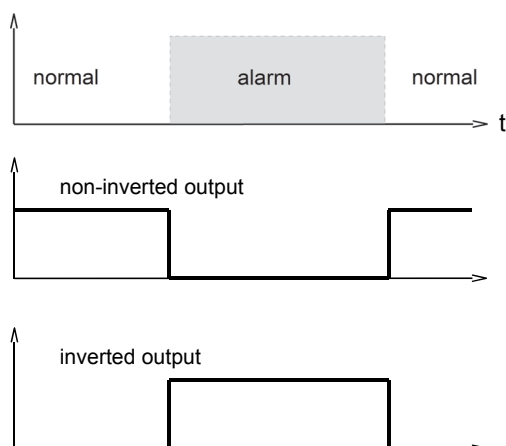 normal alarm normal
t
non-inverted output
inverted output